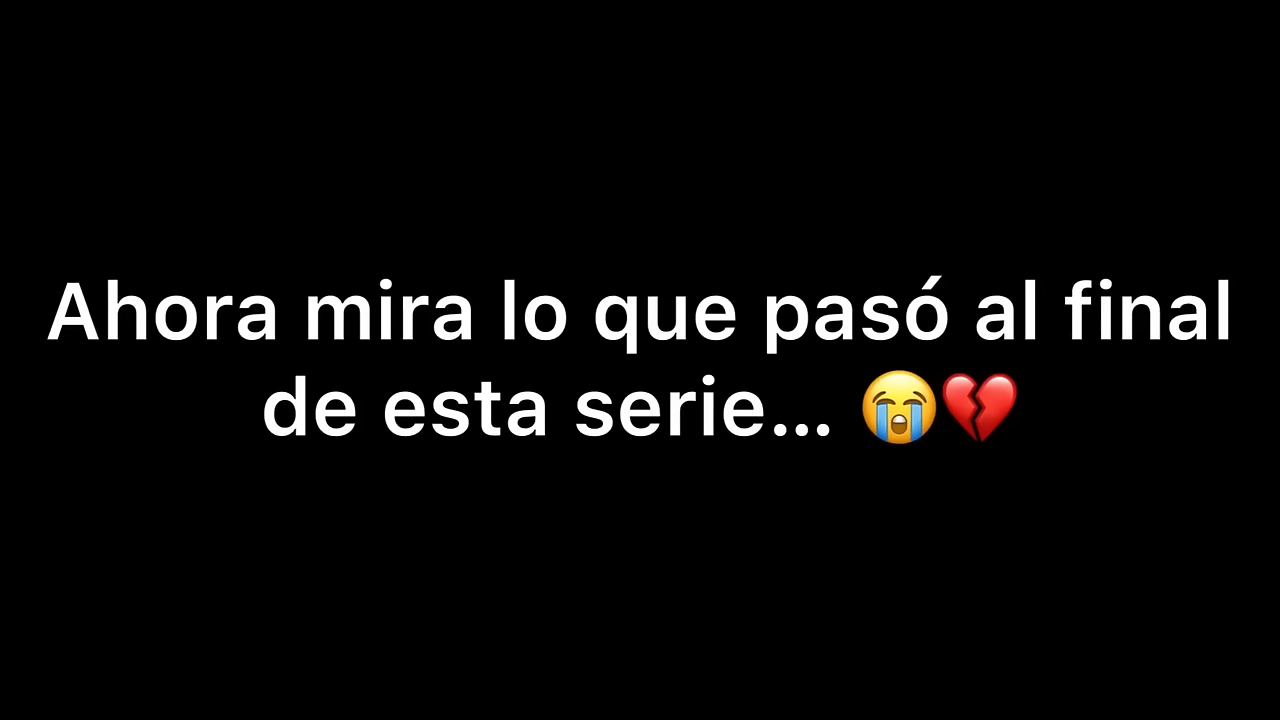 Ahora mira lo que pasó al final
de esta serie... 😭💔